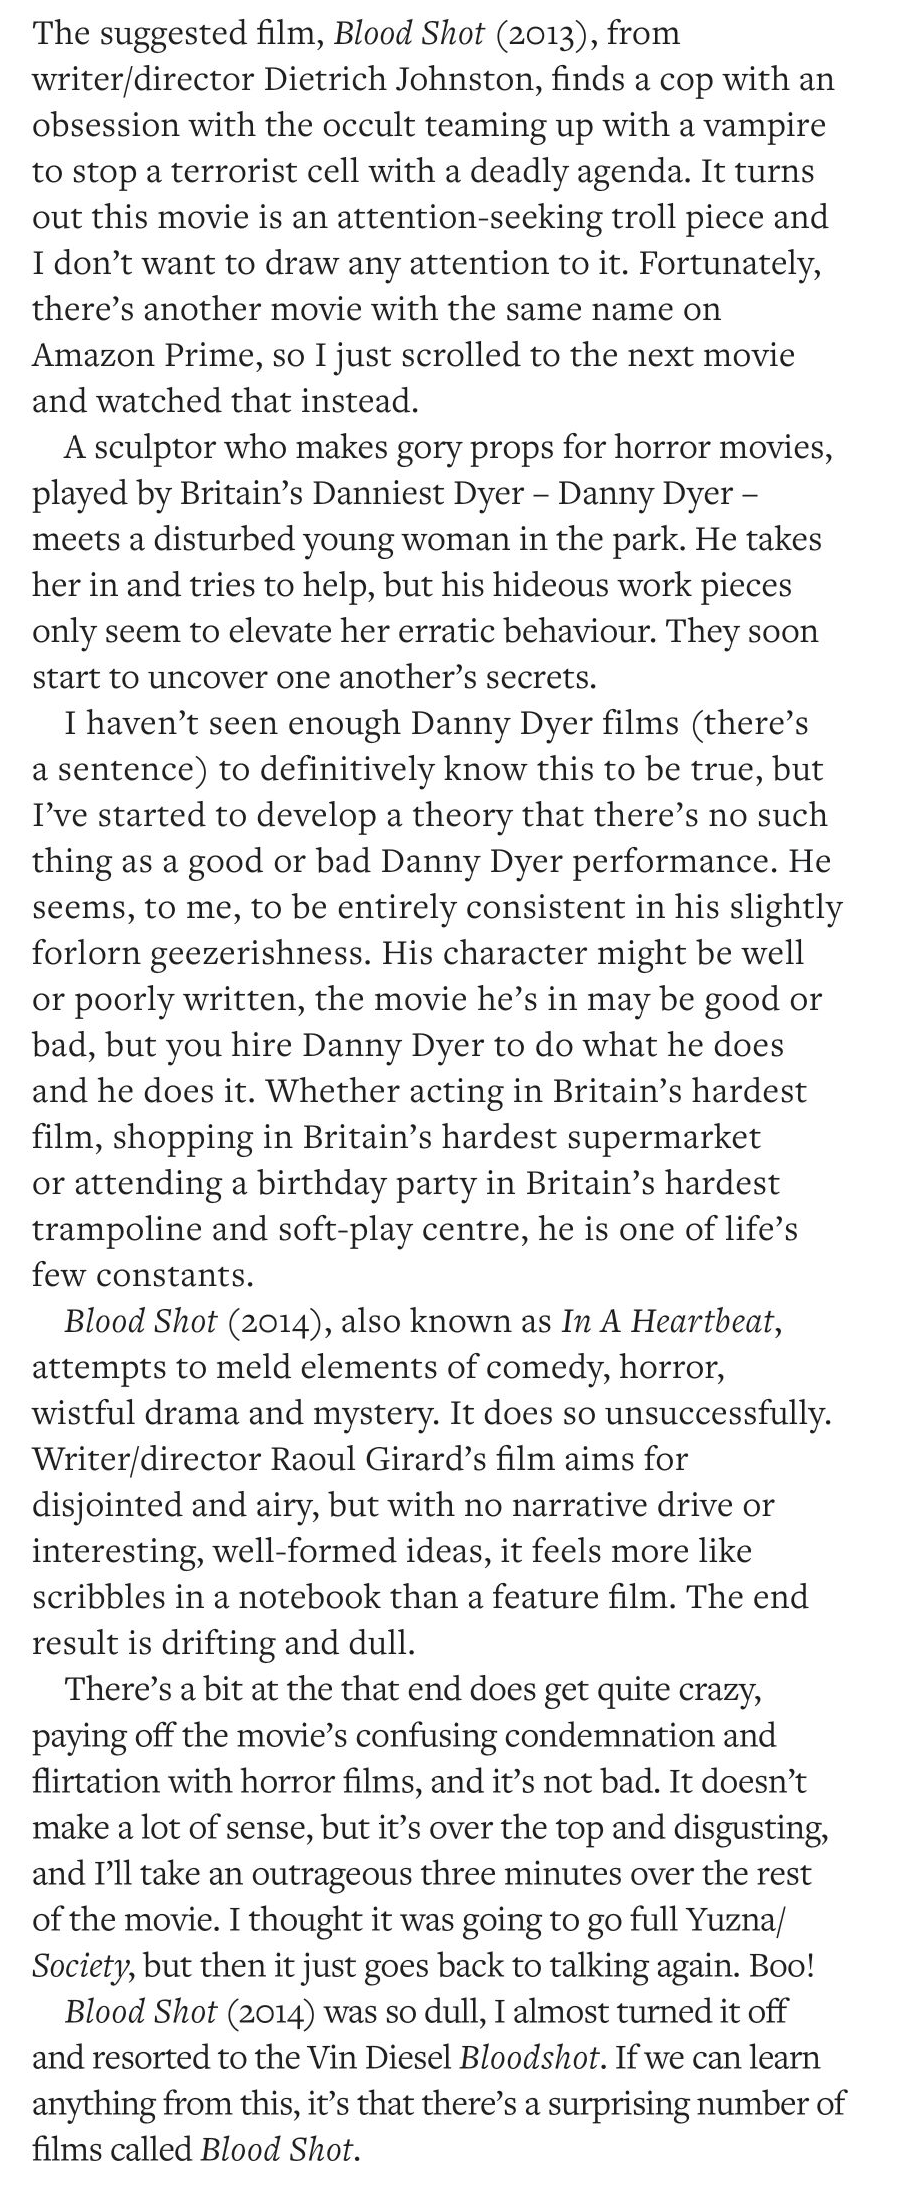 The suggested film, Blood Shot (2013), from
writer/director Dietrich Johnston, finds a cop with an
obsession with the occult teaming up with a vampire
to stop a terrorist cell with a deadly agenda. It turns
out this movie is an attention-seeking troll piece and
I don’t want to draw any attention to it. Fortunately,
there’s another movie with the same name on
Amazon Prime, so I just scrolled to the next movie
and watched that instead.
A sculptor who makes gory props for horror movies,
played by Britain’s Danniest Dyer – Danny Dyer –
meets a disturbed young woman in the park. He takes
her in and tries to help, but his hideous work pieces
only seem to elevate her erratic behaviour. They soon
start to uncover one another’s secrets.
I haven’t seen enough Danny Dyer films (there’s
a sentence) to definitively know this to be true, but
I’ve started to develop a theory that there’s no such
thing as a good or bad Danny Dyer performance. He
seems, to me, to be entirely consistent in his slightly
forlorn geezerishness. His character might be well
or poorly written, the movie he’s in may be good or
bad, but you hire Danny Dyer to do what he does
and he does it. Whether acting in Britain’s hardest
film, shopping in Britain’s hardest supermarket
or attending a birthday party in Britain’s hardest
trampoline and soft-play centre, he is one of life’s
few constants.
Blood Shot (2014), also known as In A Heartbeat,
attempts to meld elements of comedy, horror,
wistful drama and mystery. It does so unsuccessfully.
Writer/director Raoul Girard’s film aims for
disjointed and airy, but with no narrative drive or
interesting, well-formed ideas, it feels more like
scribbles in a notebook than a feature film. The end
result is drifting and dull.
There’s a bit at the that end does get quite crazy,
paying off the movie’s confusing condemnation and
flirtation with horror films, and it’s not bad. It doesn’t
make a lot of sense, but it’s over the top and disgusting,
and I’ll take an outrageous three minutes over the rest
of the movie. I thought it was going to go full Yuzna/
Society, but then it just goes back to talking again. Boo!
Blood Shot (2014) was so dull, I almost turned it off
and resorted to the Vin Diesel Bloodshot. If we can learn
anything from this, it’s that there’s a surprising number of
films called Blood Shot.